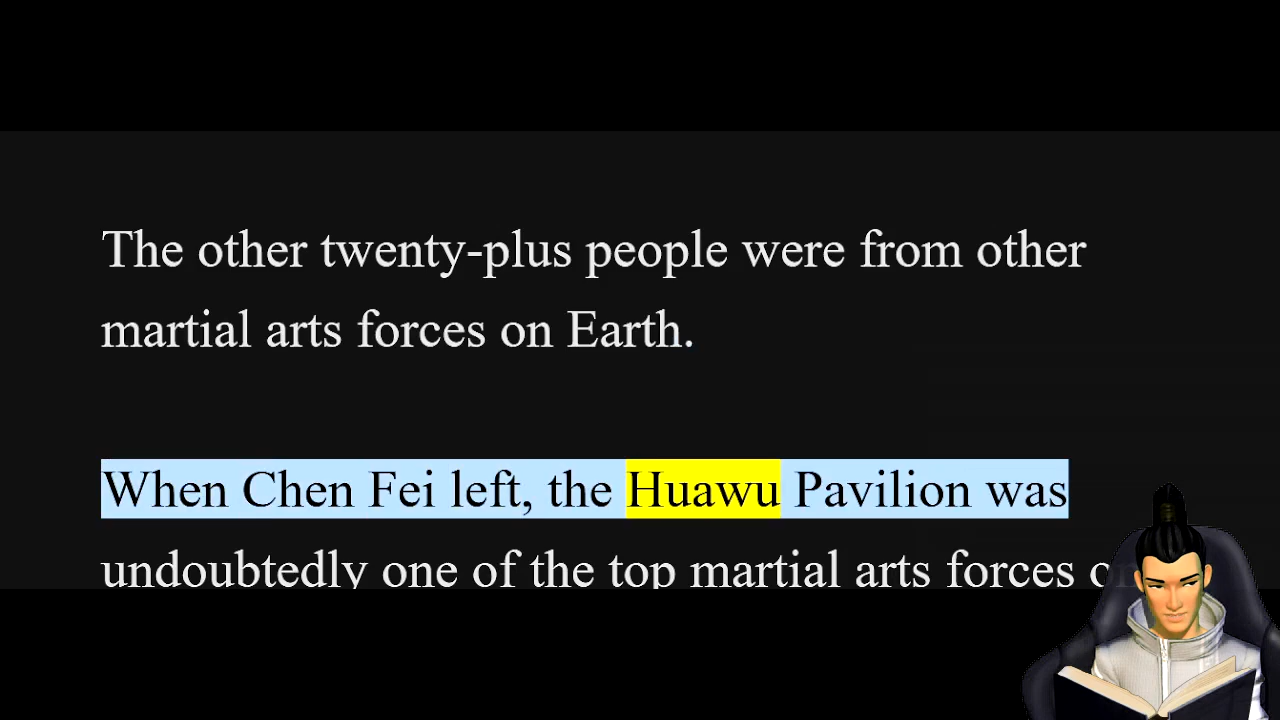 The other twenty-plus people were from other
martial arts forces on Earth.
When Chen Fei left, the Huawu Pavilion was
undoubtedly one of the top martial arts forces